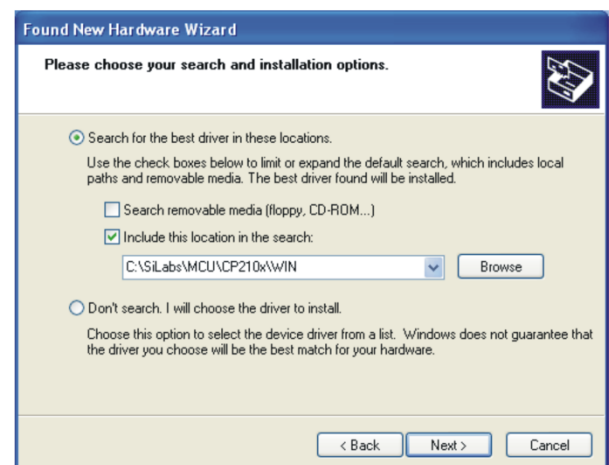 Found New Hardware Wizard
Please choose your search and installation options.
Search for the best driver in these locations.
Use the check boxes below to limit or expand the default search, which includes local
paths and removable media. The best driver found will be installed.
Search removable media (floppy, CD-ROM...)
Include this location in the search:
C:\SiLabs\MCU\CP210x\WIN
Browse
Don't search. I will choose the driver to install.
Choose this option to select the device driver from a list. Windows does not guarantee that
the driver you choose will be the best match for your hardware.
< Back Next > Cancel